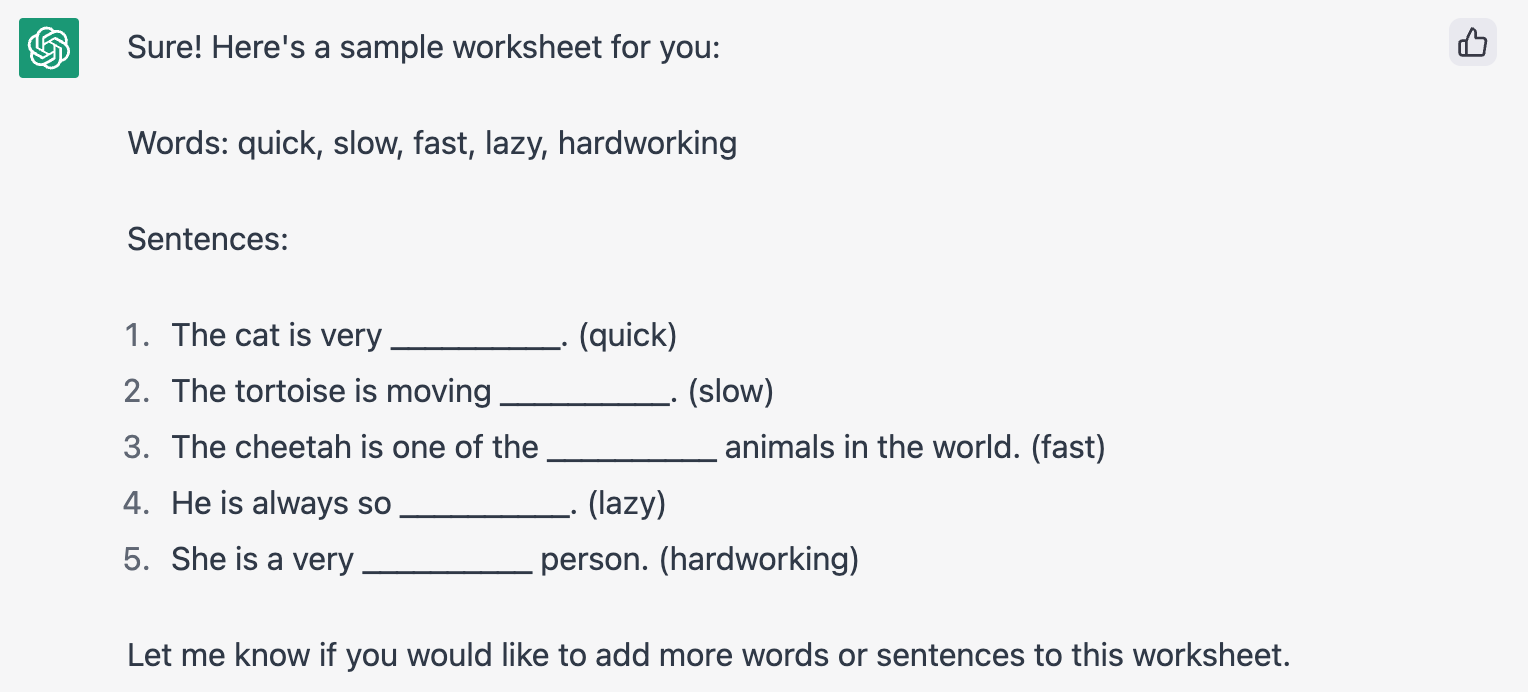 Sure! Here's a sample worksheet for you:
Words: quick, slow, fast, lazy, hardworking
Sentences:
1. The cat is very __________. (quick)
2. The tortoise is moving __________. (slow)
3. The cheetah is one of the __________ animals in the world. (fast)
4. He is always so __________. (lazy)
5. She is a very __________ person. (hardworking)
Let me know if you would like to add more words or sentences to this worksheet.